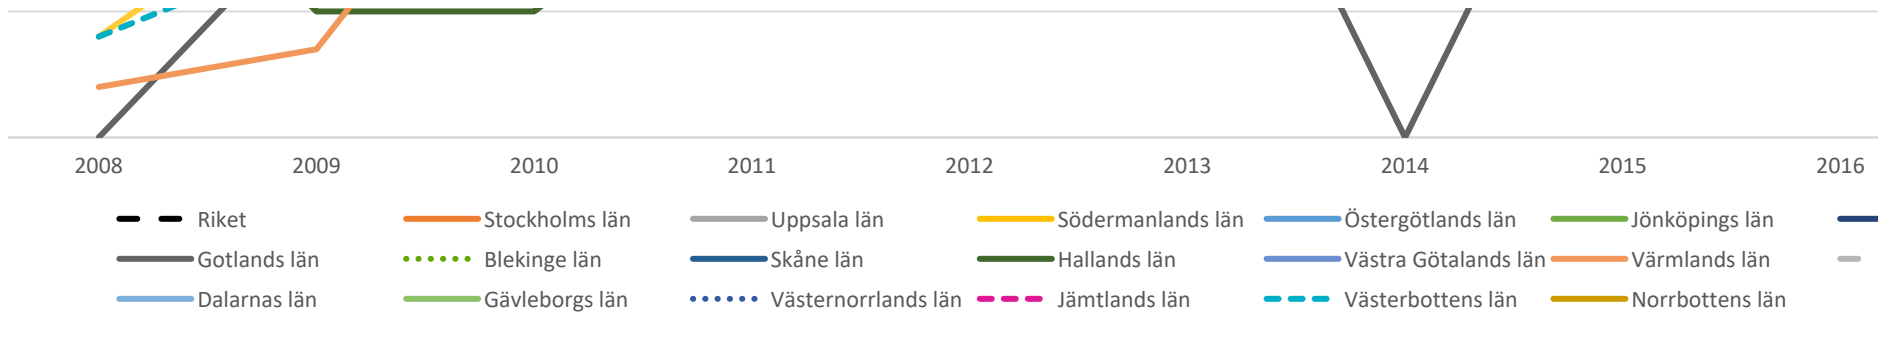 2008 2009 2010 2011 2012 2013 2014 2015 2016
Riket Stockholms län Uppsala län Södermanlands län Östergötlands län Jönköpings län
Gotlands län Blekinge län Skåne län Hallands län Västra Götalands län Värmlands län
Dalarnas län Gävleborgs län Västernorrlands län Jämtlands län Västerbottens län Norrbottens län